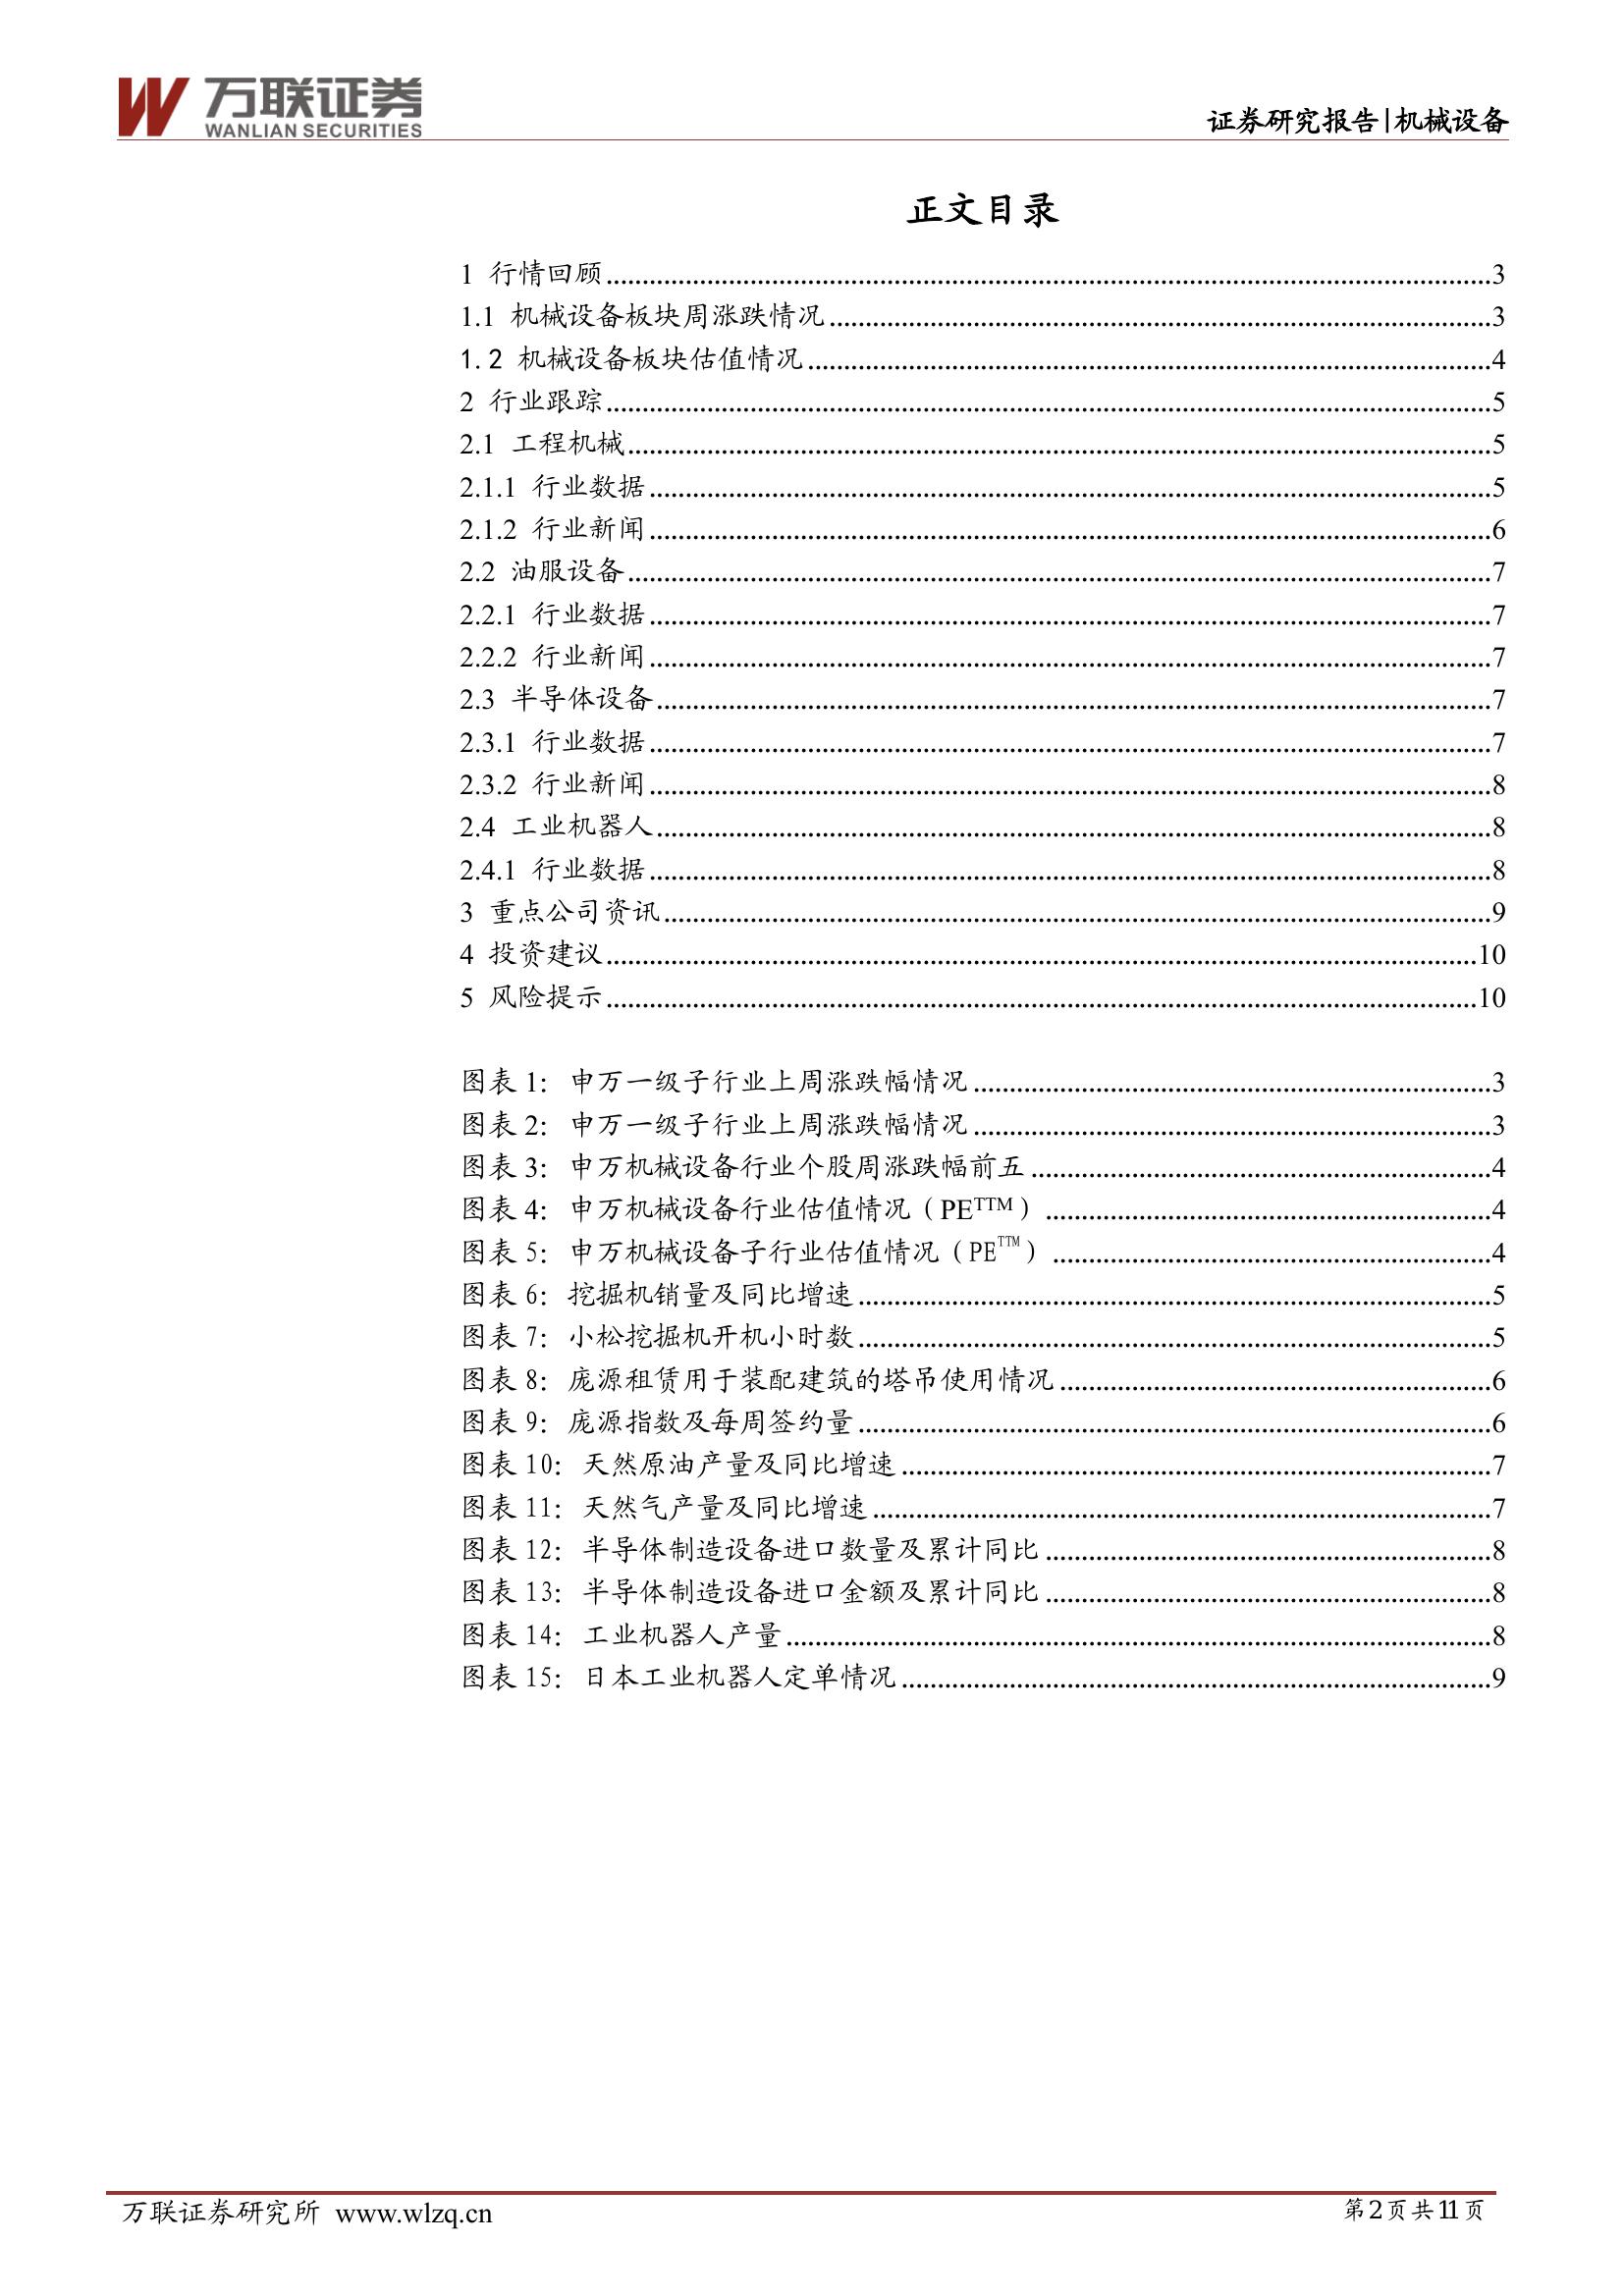 万联证券
WANLIAN SECURITIES
证券研究报告|机械设备
正文目录
1 行情回顾..........3
1.1 机械设备板块周涨跌情况..........3
1.2 机械设备板块估值情况..........4
2 行业跟踪..........5
2.1 工程机械..........5
2.1.1 行业数据..........5
2.1.2 行业新闻..........6
2.2 油服设备..........7
2.2.1 行业数据..........7
2.2.2 行业新闻..........7
2.3 半导体设备..........7
2.3.1 行业数据..........7
2.3.2 行业新闻..........8
2.4 工业机器人..........8
2.4.1 行业数据..........8
3 重点公司资讯..........9
4 投资建议..........10
5 风险提示..........10
图表 1：申万一级子行业上周涨跌幅情况..........3
图表 2：申万一级子行业上周涨跌幅情况..........3
图表 3：申万机械设备行业个股周涨跌幅前五..........4
图表 4：申万机械设备行业估值情况（PETTM）..........4
图表 5：申万机械设备子行业估值情况（PETTM）..........4
图表 6：挖掘机销量及同比增速..........5
图表 7：小松挖掘机开机小时数..........5
图表 8：庞源租赁用于装配建筑的塔吊使用情况..........6
图表 9：庞源指数及每周签约量..........6
图表 10：天然原油产量及同比增速..........7
图表 11：天然气产量及同比增速..........7
图表 12：半导体制造设备进口数量及累计同比..........8
图表 13：半导体制造设备进口金额及累计同比..........8
图表 14：工业机器人产量..........8
图表 15：日本工业机器人定单情况..........9
万联证券研究所 www.wlzq.cn
第 2 页 共 11 页